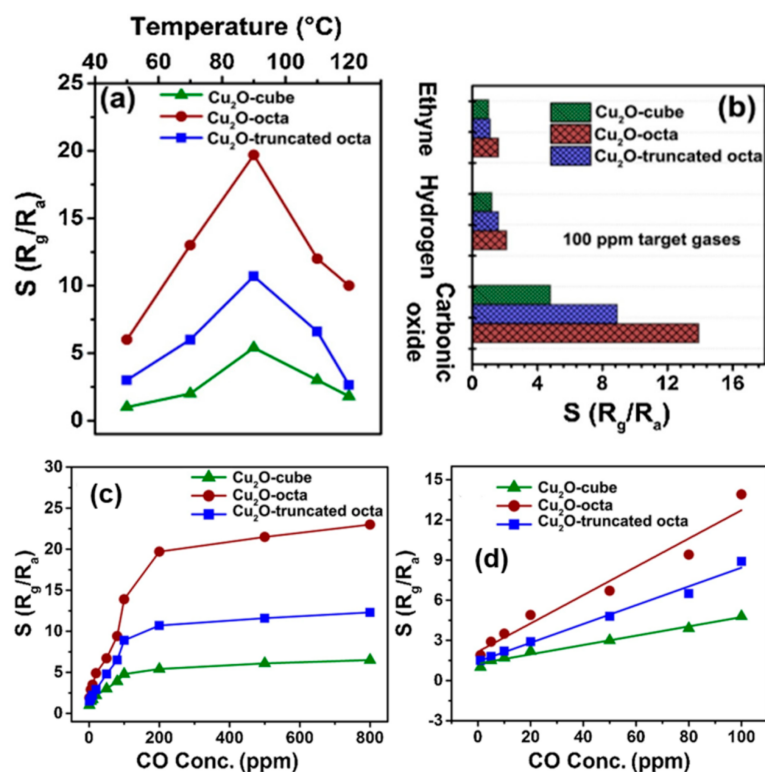 Temperature (°C)
40 60 80 100 120
25
20
15
10
5
0
S (Rg/Ra)
(a)
Cu2O-cube
Cu2O-octa
Cu2O-truncated octa
(b)
Cu2O-cube
Cu2O-octa
Cu2O-truncated octa
Ethyne
Hydrogen
Carbonic
oxide
100 ppm target gases
0 4 8 12 16
S (Rg/Ra)
(c)
Cu2O-cube
Cu2O-octa
Cu2O-truncated octa
30
25
20
15
10
5
0
S (Rg/Ra)
0 200 400 600 800
CO Conc. (ppm)
(d)
Cu2O-cube
Cu2O-octa
Cu2O-truncated octa
15
12
9
6
3
0
-3
S (Rg/Ra)
0 20 40 60 80 100
CO Conc. (ppm)